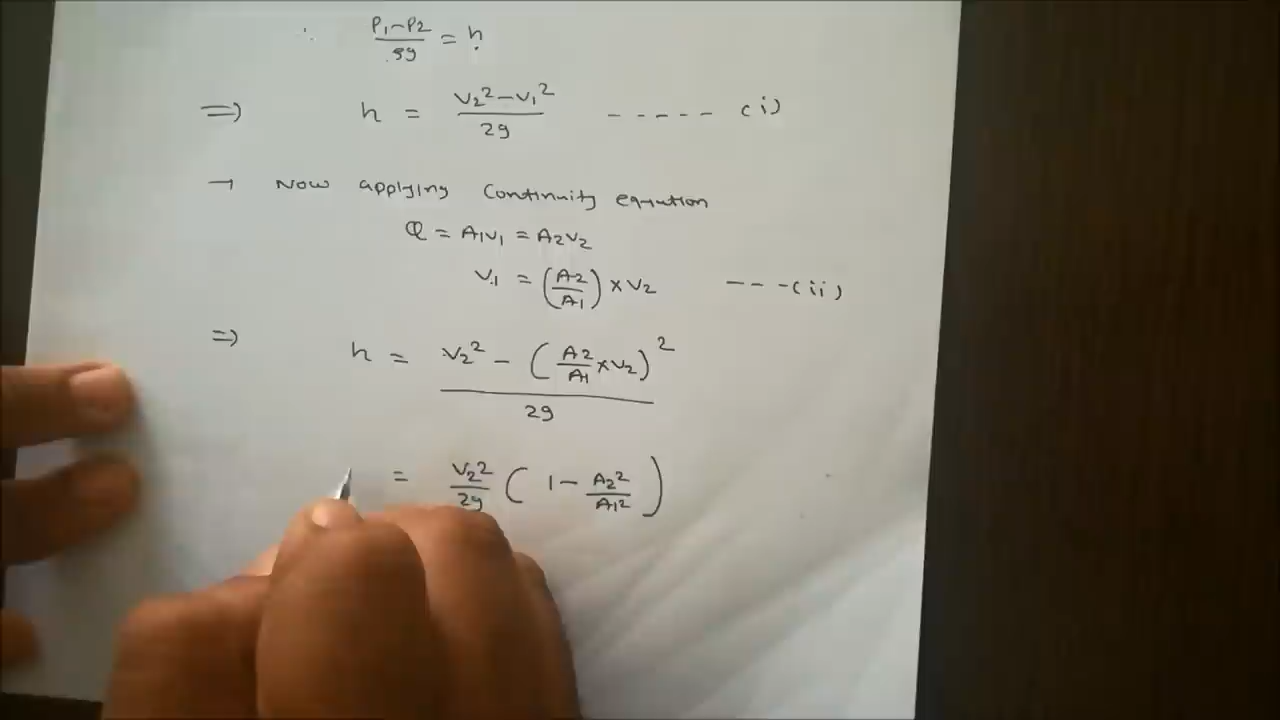 ∴ P₁-P₂/ρg = h
⇒ h = V₂² - V₁²/2g ----- (i)
→ Now applying Continuity equation
Q = A₁V₁ = A₂V₂
V₁ = (A₂/A₁) × V₂ --- (ii)
⇒ h = V₂² - (A₂/A₁ × V₂)²/2g
= V₂²/2g (1 - A₂²/A₁²)